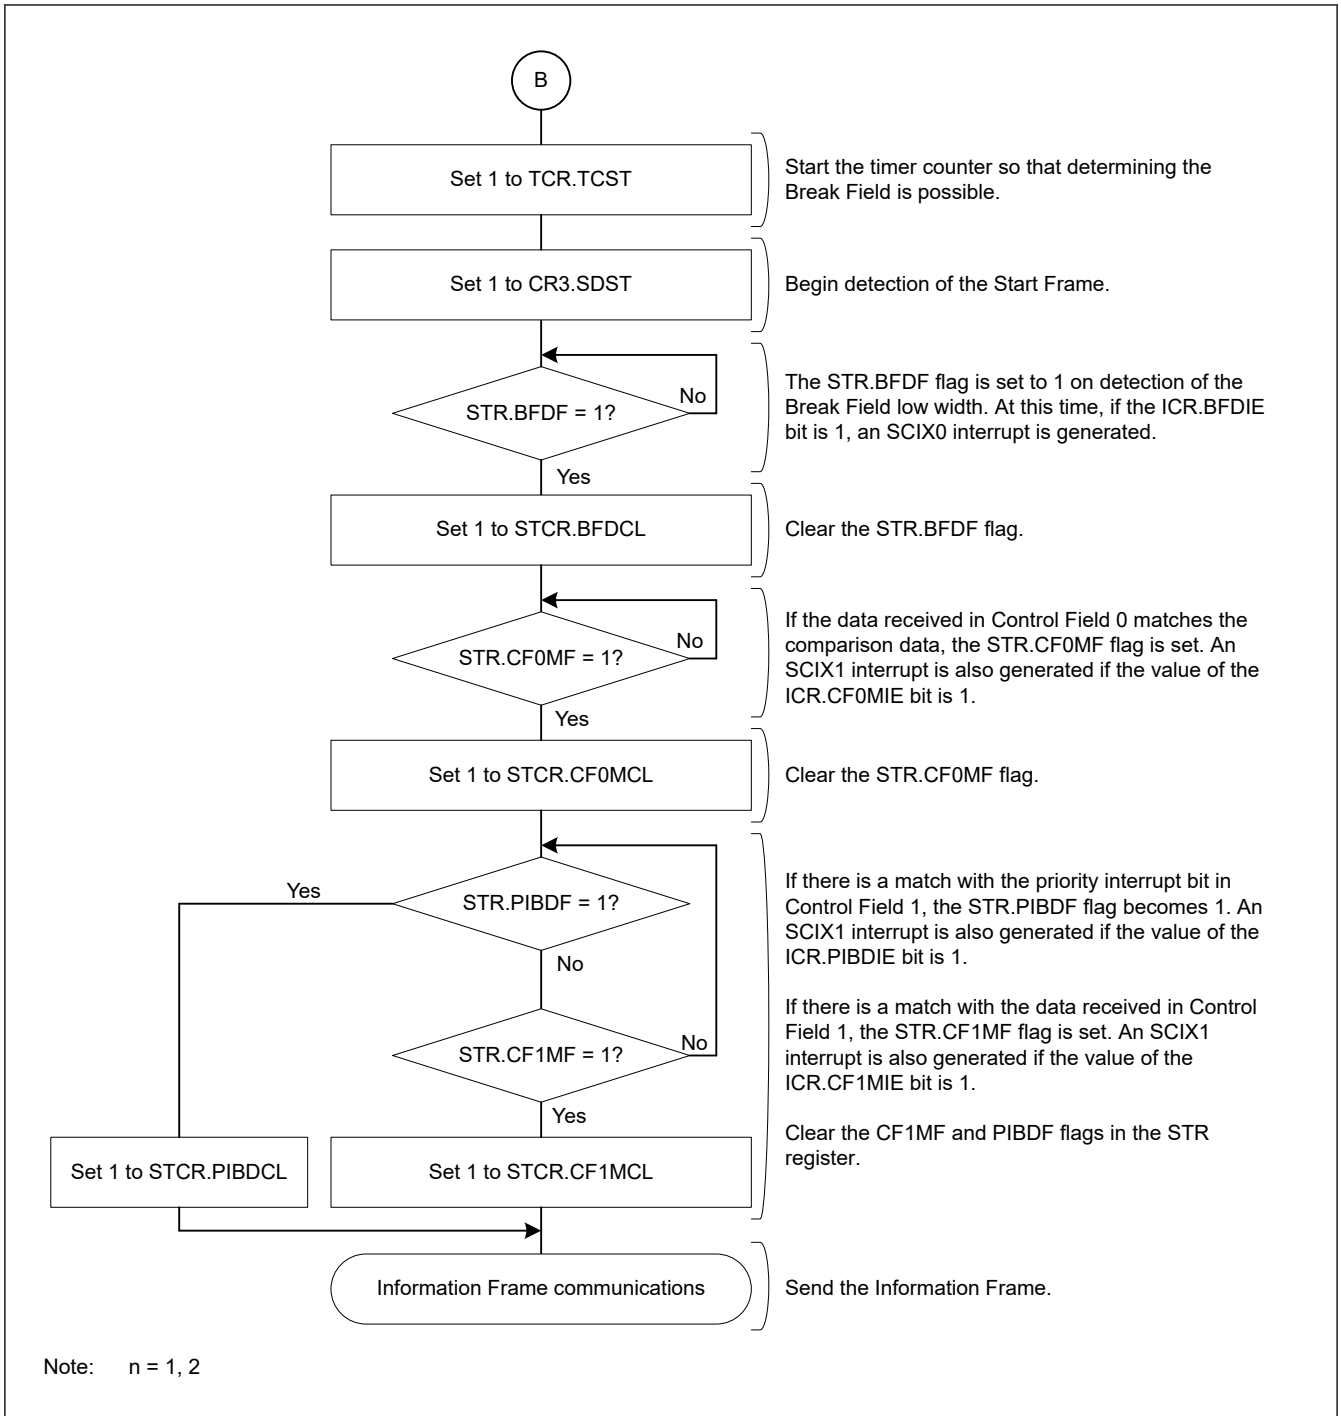 B
Set 1 to TCR.TCST
Start the timer counter so that determining the
Break Field is possible.
Set 1 to CR3.SDST
Begin detection of the Start Frame.
STR.BFDF = 1?
No
Yes
The STR.BFDF flag is set to 1 on detection of the
Break Field low width. At this time, if the ICR.BFDIE
bit is 1, an SCIX0 interrupt is generated.
Set 1 to STCR.BFDCL
Clear the STR.BFDF flag.
STR.CF0MF = 1?
No
Yes
If the data received in Control Field 0 matches the
comparison data, the STR.CF0MF flag is set. An
SCIX1 interrupt is also generated if the value of the
ICR.CF0MIE bit is 1.
Set 1 to STCR.CF0MCL
Clear the STR.CF0MF flag.
Yes
STR.PIBDF = 1?
No
If there is a match with the priority interrupt bit in
Control Field 1, the STR.PIBDF flag becomes 1. An
SCIX1 interrupt is also generated if the value of the
ICR.PIBDIE bit is 1.
STR.CF1MF = 1?
No
Yes
If there is a match with the data received in Control
Field 1, the STR.CF1MF flag is set. An SCIX1
interrupt is also generated if the value of the
ICR.CF1MIE bit is 1.
Set 1 to STCR.PIBDCL
Set 1 to STCR.CF1MCL
Clear the CF1MF and PIBDF flags in the STR
register.
Information Frame communications
Send the Information Frame.
Note: n = 1, 2